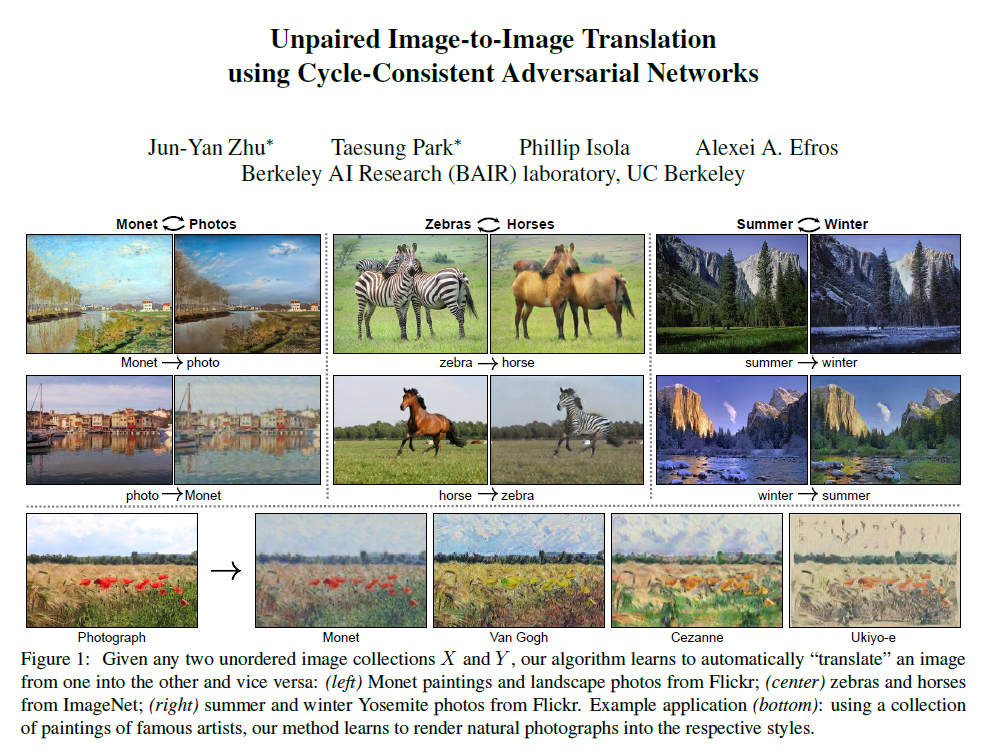 Unpaired Image-to-Image Translation
using Cycle-Consistent Adversarial Networks
Jun-Yan Zhu* Taesung Park* Phillip Isola Alexei A. Efros
Berkeley AI Research (BAIR) laboratory, UC Berkeley
Monet Photos
Zebras Horses
Summer Winter
Monet → photo
zebra → horse
summer → winter
photo → Monet
horse → zebra
winter → summer
Photograph
Monet
Van Gogh
Cezanne
Ukiyo-e
Figure 1: Given any two unordered image collections X and Y, our algorithm learns to automatically “translate” an image
from one into the other and vice versa: (left) Monet paintings and landscape photos from Flickr; (center) zebras and horses
from ImageNet; (right) summer and winter Yosemite photos from Flickr. Example application (bottom): using a collection
of paintings of famous artists, our method learns to render natural photographs into the respective styles.